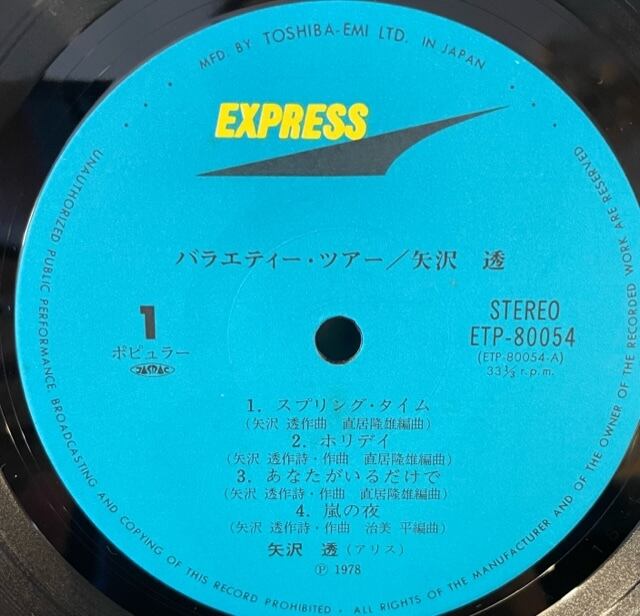 MFD. BY TOSHIBA-EMI LTD. IN JAPAN
EXPRESS
バラエティー・ツアー／矢沢 透
1
ポピュラー
JASRAC
STEREO
ETP-80054
(ETP-80054-A)
33⅓ r.p.m.
1. スプリング・タイム
(矢沢 透作曲 直居隆雄編曲)
2. ホリデイ
(矢沢 透作詩・作曲 直居隆雄編曲)
3. あなたがいるだけで
(矢沢 透作詩・作曲 直居隆雄編曲)
4. 嵐の夜
(矢沢 透作詩・作曲 治美 平編曲)
矢沢 透(アリス)
Ⓟ 1978
UNAUTHORIZED PUBLIC PERFORMANCE, BROADCASTING AND COPYING OF THIS RECORD PROHIBITED. ALL RIGHTS OF THE MANUFACTURER AND OF THE OWNER OF THE RECORDED WORK ARE RESERVED